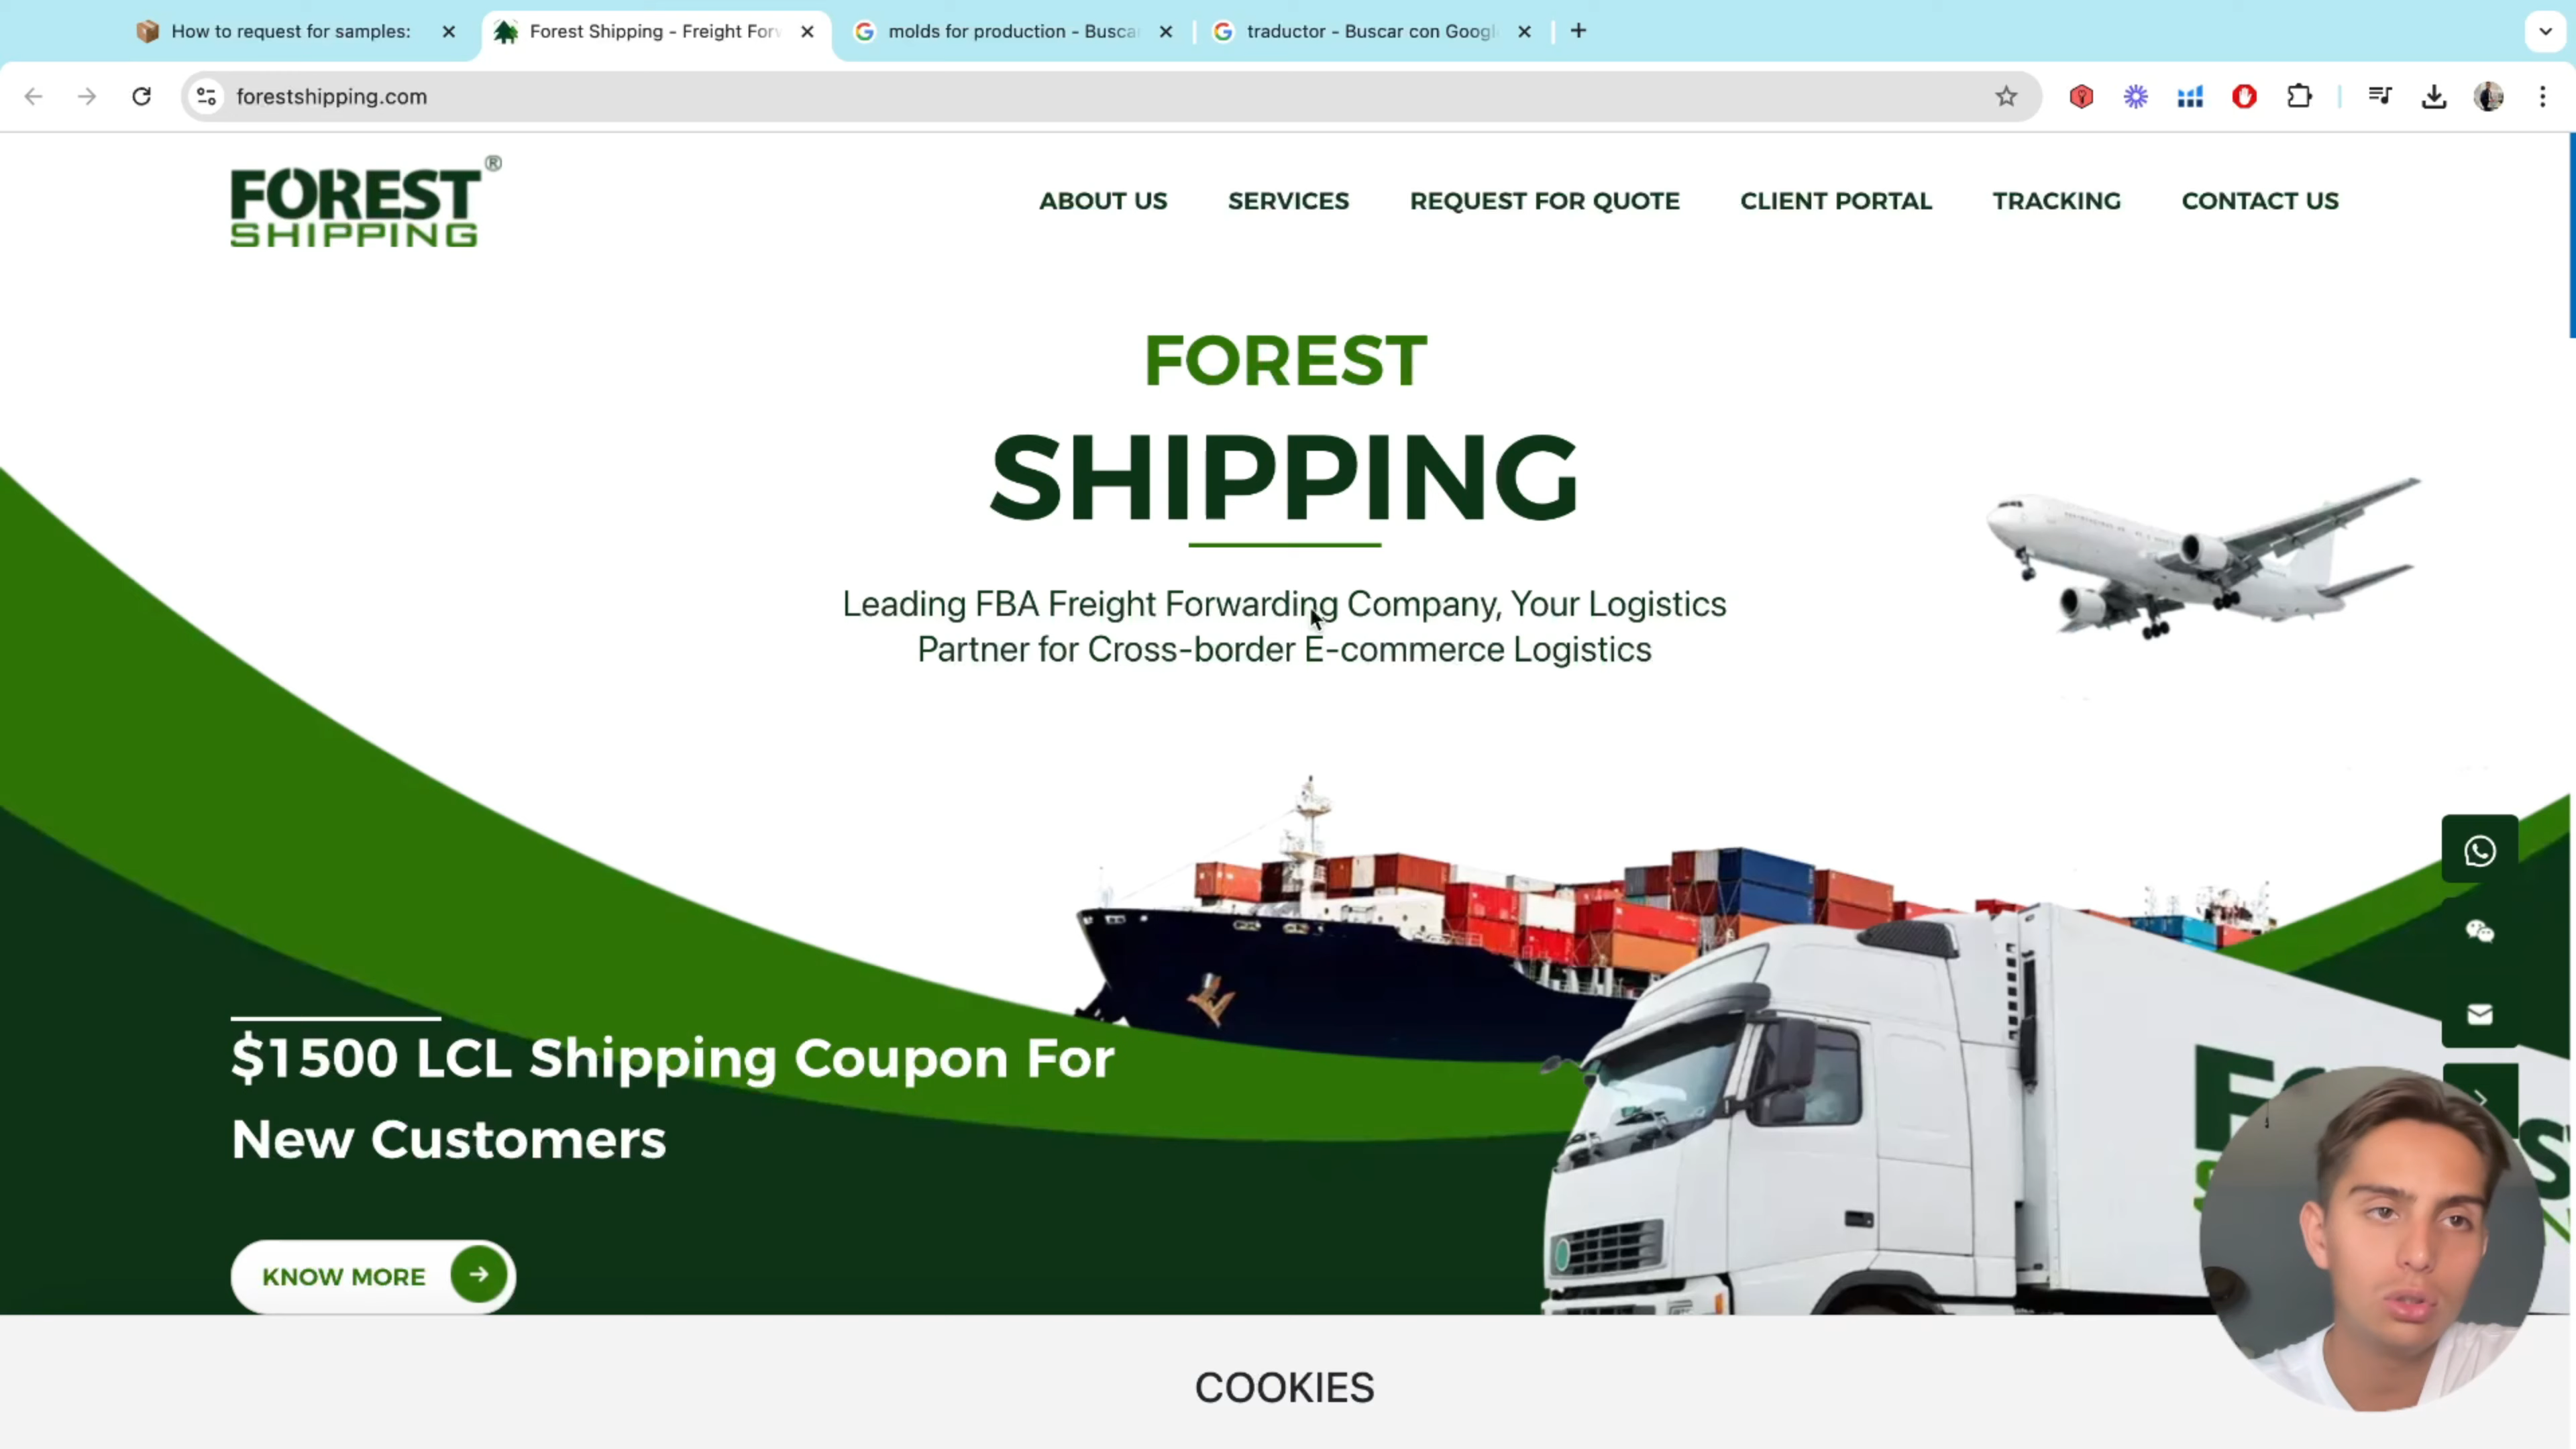 How to request for samples:
Forest Shipping - Freight Forw
molds for production - Busca
traductor - Buscar con Googl
forestshipping.com
FOREST®
SHIPPING
ABOUT US
SERVICES
REQUEST FOR QUOTE
CLIENT PORTAL
TRACKING
CONTACT US
FOREST
SHIPPING
Leading FBA Freight Forwarding Company, Your Logistics
Partner for Cross-border E-commerce Logistics
$1500 LCL Shipping Coupon For
New Customers
KNOW MORE
COOKIES